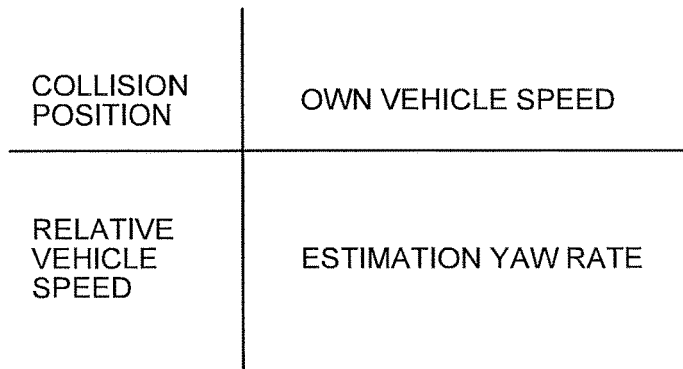 COLLISION
POSITION
OWN VEHICLE SPEED
RELATIVE
VEHICLE
SPEED
ESTIMATION YAW RATE